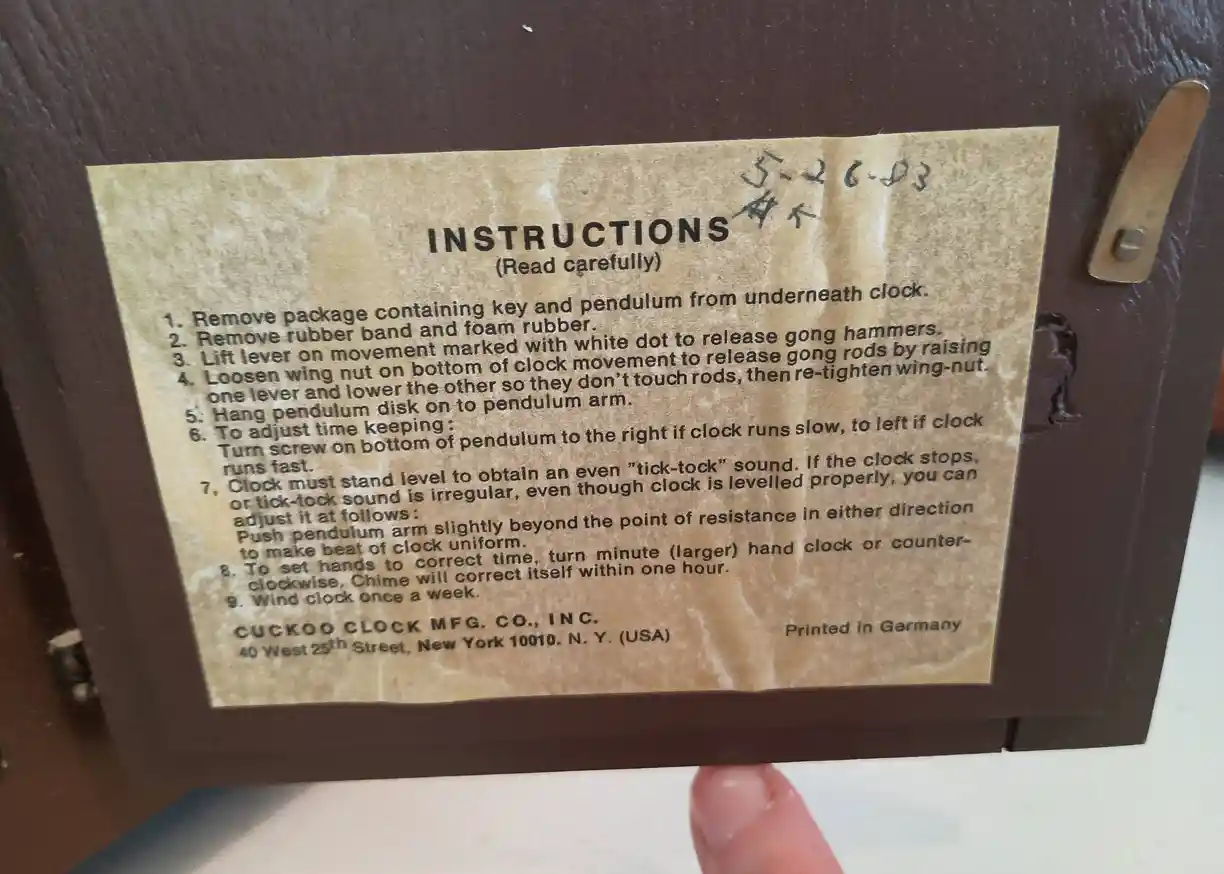 5-26-83
INSTRUCTIONS
(Read carefully)
1. Remove package containing key and pendulum from underneath clock.
2. Remove rubber band and foam rubber.
3. Lift lever on movement marked with white dot to release gong hammers.
4. Loosen wing nut on bottom of clock movement to release gong rods by raising
one lever and lower the other so they don't touch rods, then re-tighten wing-nut.
5. Hang pendulum disk on to pendulum arm.
6. To adjust time keeping:
Turn screw on bottom of pendulum to the right if clock runs slow, to left if clock
runs fast.
7. Clock must stand level to obtain an even "tick-tock" sound. If the clock stops,
or tick-tock sound is irregular, even though clock is levelled properly, you can
adjust it at follows:
Push pendulum arm slightly beyond the point of resistance in either direction
to make beat of clock uniform.
8. To set hands to correct time, turn minute (larger) hand clock or counter-
clockwise. Chime will correct itself within one hour.
9. Wind clock once a week.
CUCKOO CLOCK MFG. CO., INC.
40 West 25th Street, New York 10010. N. Y. (USA)
Printed in Germany